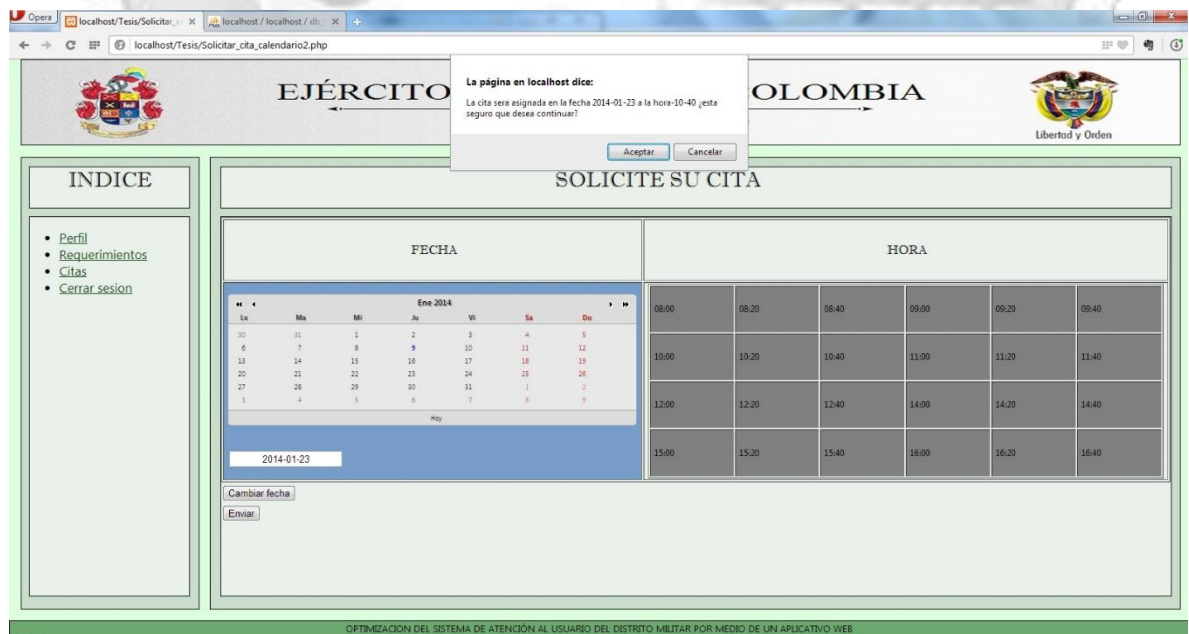 Opera
localhost/Tesis/Solicitar_c
localhost / localhost / db_
localhost/Tesis/Solicitar_cita_calendario2.php
EJÉRCITO
OLOMBIA
Libertad y Orden
La página en localhost dice:
La cita sera asignada en la fecha 2014-01-23 a la hora-10-40 ¿esta
seguro que desea continuar?
Aceptar Cancelar
INDICE
Perfil
Requerimientos
Citas
Cerrar sesion
SOLICITE SU CITA
FECHA
HORA
Ene 2014
Lu Ma Mi Ju Vi Sa Do
30 31 1 2 3 4 5
6 7 8 9 10 11 12
13 14 15 16 17 18 19
20 21 22 23 24 25 26
27 28 29 30 31 1 2
3 4 5 6 7 8 9
Hoy
2014-01-23
08:00 08:20 08:40 09:00 09:20 09:40
10:00 10:20 10:40 11:00 11:20 11:40
12:00 12:20 12:40 14:00 14:20 14:40
15:00 15:20 15:40 16:00 16:20 16:40
Cambiar fecha
Enviar
OPTIMIZACION DEL SISTEMA DE ATENCIÓN AL USUARIO DEL DISTRITO MILITAR POR MEDIO DE UN APLICATIVO WEB